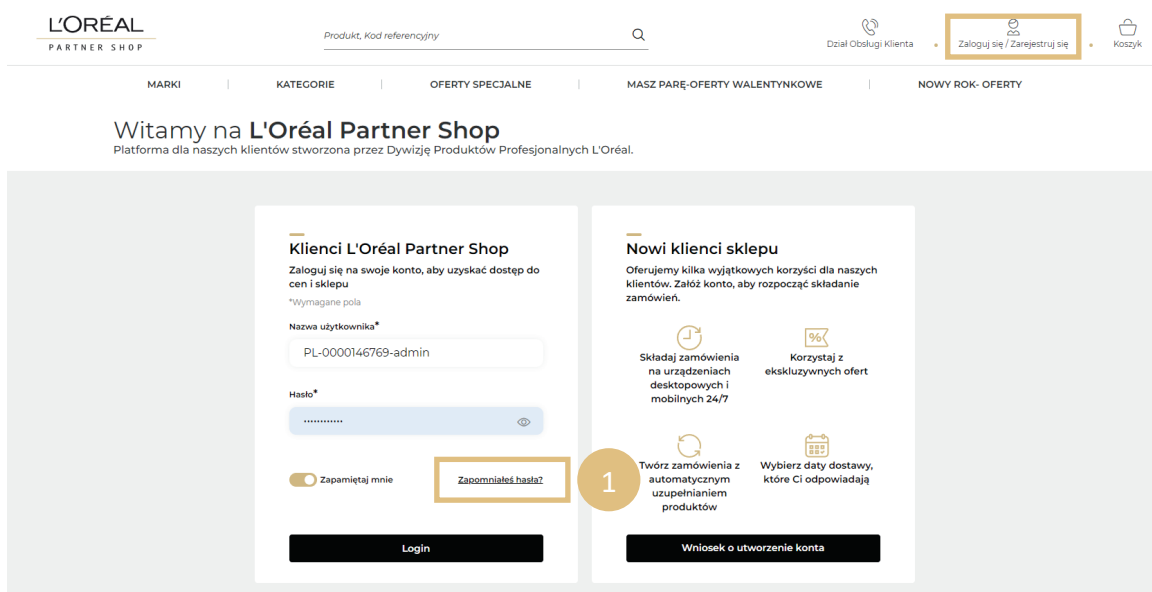 L'ORÉAL
PARTNER SHOP
Produkt, Kod referencyjny
Dział Obsługi Klienta
Zaloguj się / Zarejestruj się
Koszyk
MARKI
KATEGORIE
OFERTY SPECJALNE
MASZ PARĘ-OFERTY WALENTYNKOWE
NOWY ROK- OFERTY
Witamy na L'Oréal Partner Shop
Platforma dla naszych klientów stworzona przez Dywizję Produktów Profesjonalnych L'Oréal.
Klienci L'Oréal Partner Shop
Zaloguj się na swoje konto, aby uzyskać dostęp do
cen i sklepu
*Wymagane pola
Nazwa użytkownika*
PL-0000146769-admin
Hasło*
••••••••••••
Zapamiętaj mnie
Zapomniałeś hasła?
1
Login
Nowi klienci sklepu
Oferujemy kilka wyjątkowych korzyści dla naszych
klientów. Załóż konto, aby rozpocząć składanie
zamówień.
Składaj zamówienia
na urządzeniach
desktopowych i
mobilnych 24/7
%
Korzystaj z
ekskluzywnych ofert
Twórz zamówienia z
automatycznym
uzupełnianiem
produktów
Wybierz daty dostawy,
które Ci odpowiadają
Wniosek o utworzenie konta